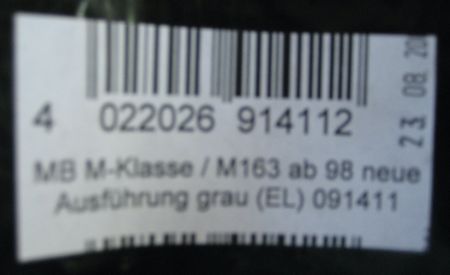 4 022026 914112
MB M-Klasse / M163 ab 98 neue
Ausführung grau (EL) 091411
23. 08. 20